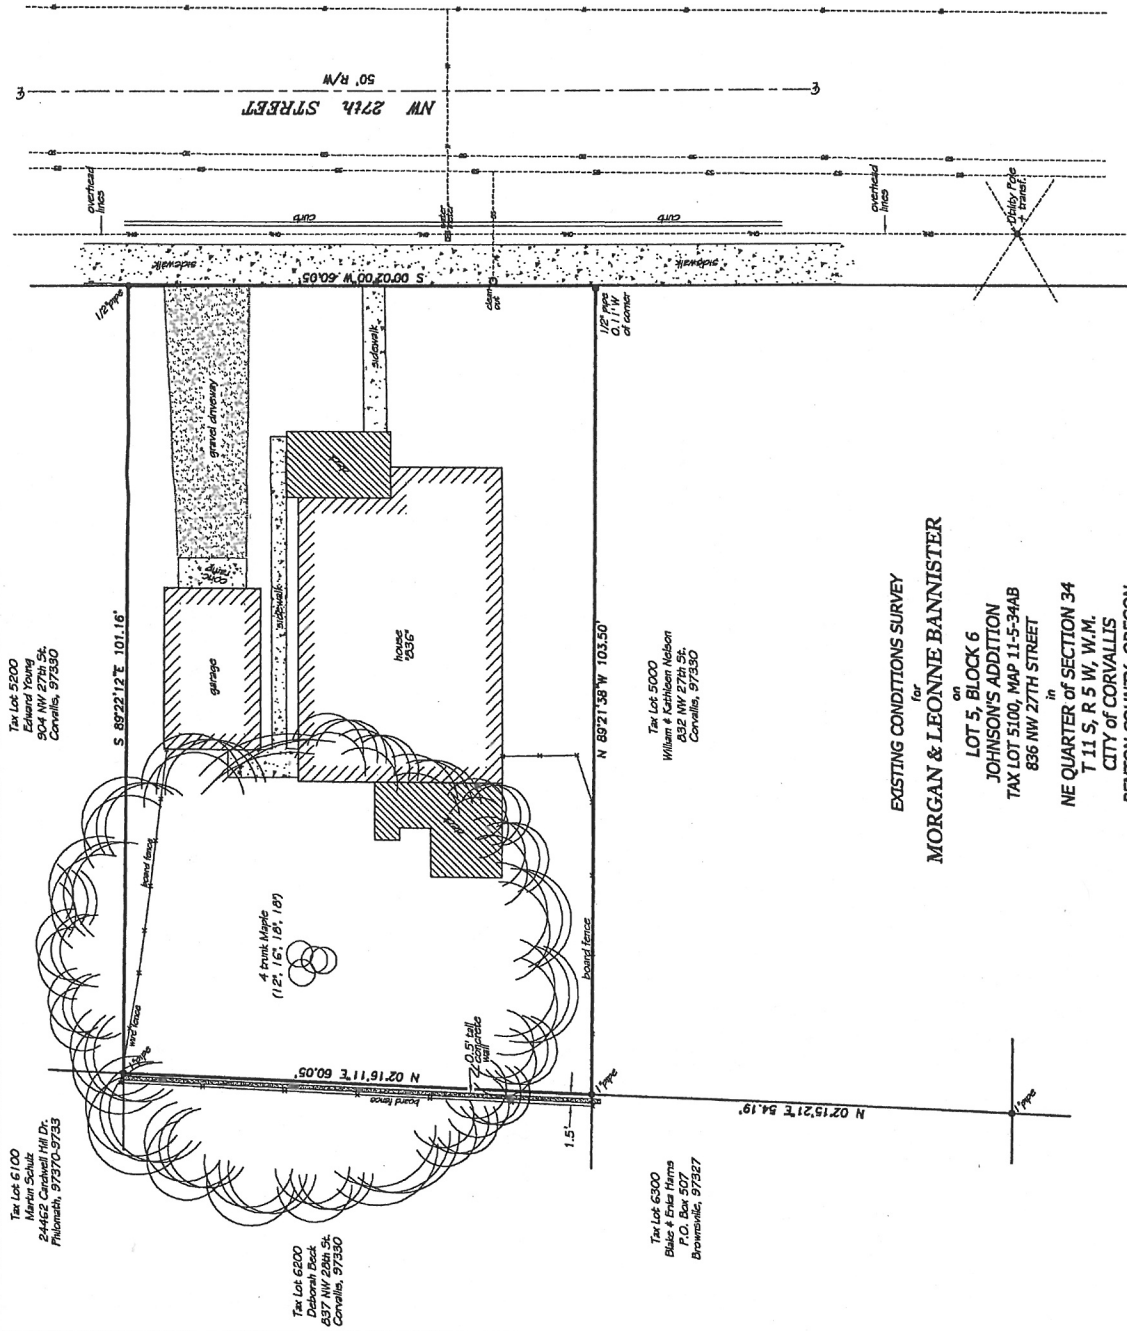 NW 27th STREET
50' R/W
overhead
lines
overhead
lines
Utility Pole
+ transf.
curb
curb
water
meter
sidewalk
sidewalk
S 00°02'00" W 60.05'
clean
out
1/2" pipe
1/2" pipe
0.11' W
of corner
gravel driveway
sidewalk
conc
ramp
sidewalk
garage
house
"836"
deck
S 89°22'12" E 101.16'
N 89°21'38" W 103.50'
Tax Lot 5200
Edward Young
904 NW 27th St.
Corvallis, 97330
Tax Lot 5000
William & Kathleen Nelson
832 NW 27th St.
Corvallis, 97330
board fence
wire fence
1" pipe
4 trunk Maple
(12", 16", 18", 18")
board fence
0.5' tall
concrete
wall
N 02°16'11" E 60.05'
board fence
1.5'
1" pipe
N 02°15'21" E 54.19'
1" pipe
Tax Lot 6100
Martin Schulz
24462 Cardwell Hill Dr.
Philomath, 97370-9733
Tax Lot 6200
Deborah Beck
837 NW 28th St.
Corvallis, 97330
Tax Lot 6300
Blake & Erika Harris
P.O. Box 507
Brownsville, 97327
EXISTING CONDITIONS SURVEY
for
MORGAN & LEONNE BANNISTER
on
LOT 5, BLOCK 6
JOHNSON'S ADDITION
TAX LOT 5100, MAP 11-5-34AB
836 NW 27TH STREET
in
NE QUARTER of SECTION 34
T 11 S, R 5 W, W.M.
CITY of CORVALLIS
BENTON COUNTY, OREGON